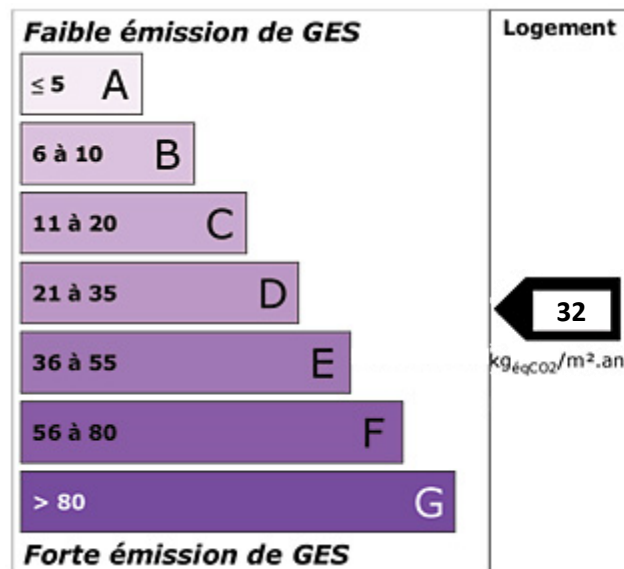 Faible émission de GES
Logement
≤ 5 A
6 à 10 B
11 à 20 C
21 à 35 D
32
36 à 55 E
kgéqCO2/m².an
56 à 80 F
> 80 G
Forte émission de GES